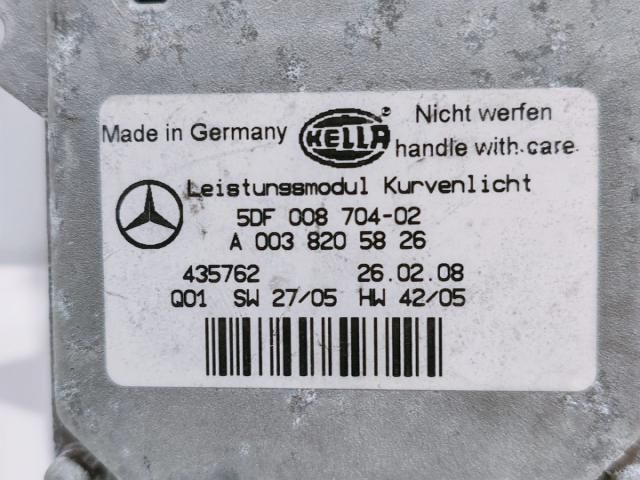 Made in Germany
HELLA
Nicht werfen
handle with care
Leistungsmodul Kurvenlicht
5DF 008 704-02
A 003 820 58 26
435762 26.02.08
Q01 SW 27/05 HW 42/05